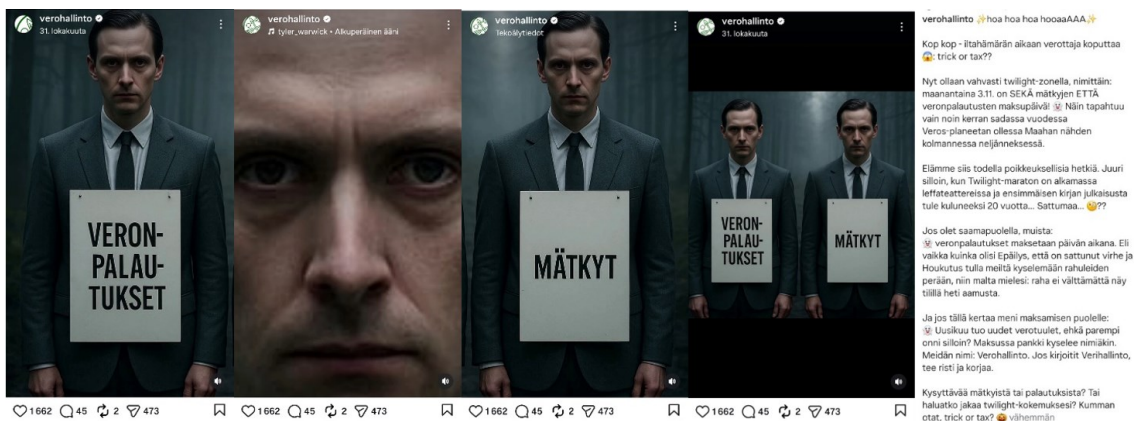 verohallinto
31. lokakuuta
VERON-
PALAU-
TUKSET
1 662 45 2 473
verohallinto
tyler_warwick • Alkuperäinen ääni
1 662 45 2 473
verohallinto
Tekoälytiedot
MÄTKYT
1 662 45 2 473
verohallinto
31. lokakuuta
VERON-
PALAU-
TUKSET
MÄTKYT
1 662 45 2 473
verohallinto ✨hoa hoa hoa hooaaAAA✨
Kop kop - iltahämärän aikaan verottaja koputtaa
😱: trick or tax??
Nyt ollaan vahvasti twilight-zonella, nimittäin:
maanantaina 3.11. on SEKÄ mätkyjen ETTÄ
veronpalautusten maksupäivä! 👻 Näin tapahtuu
vain noin kerran sadassa vuodessa
Veros-planeetan ollessa Maahan nähden
kolmannessa neljänneksessä.
Elämme siis todella poikkeuksellisia hetkiä. Juuri
silloin, kun Twilight-maraton on alkamassa
leffateattereissa ja ensimmäisen kirjan julkaisusta
tule kuluneeksi 20 vuotta... Sattumaa... 🧐??
Jos olet saamapuolella, muista:
👻 veronpalautukset maksetaan päivän aikana. Eli
vaikka kuinka olisi Epäilys, että on sattunut virhe ja
Houkutus tulla meiltä kyselemään rahuleiden
perään, niin malta mielesi: raha ei välttämättä näy
tilillä heti aamusta.
Ja jos tällä kertaa meni maksamisen puolelle:
👻 Uusikuu tuo uudet verotuulet, ehkä parempi
onni silloin? Maksussa pankki kyselee nimiäkin.
Meidän nimi: Verohallinto. Jos kirjoitit Verihallinto,
tee risti ja korjaa.
Kysyttävää mätkyistä tai palautuksista? Tai
haluatko jakaa twilight-kokemuksesi? Kumman
otat, trick or tax? 🎃 vähemmän